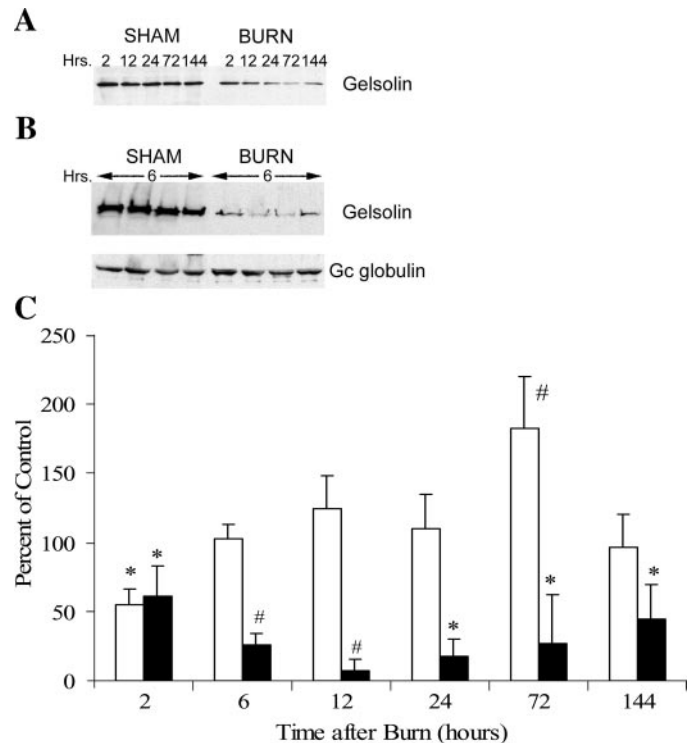 A
SHAM BURN
Hrs. 2 12 24 72 144 2 12 24 72 144
Gelsolin
B
SHAM BURN
Hrs. 6 6
Gelsolin
Gc globulin
C
250
200
150
100
50
0
Percent of Control
* * # # * # * *
2 6 12 24 72 144
Time after Burn (hours)